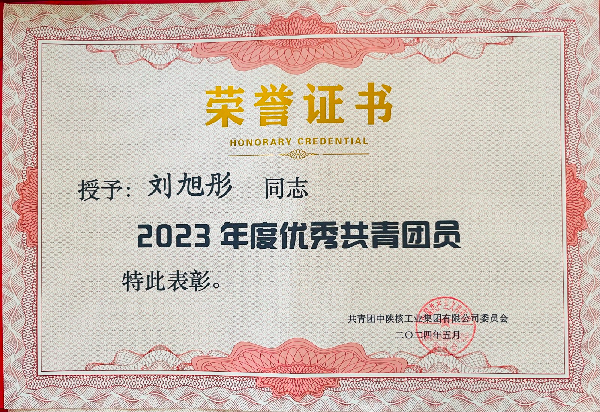 荣誉证书
HONORARY CREDENTIAL
授予：刘旭彤 同志
2023年度优秀共青团员
特此表彰。
共青团中陕核工业集团有限公司委员会
二〇二四年五月